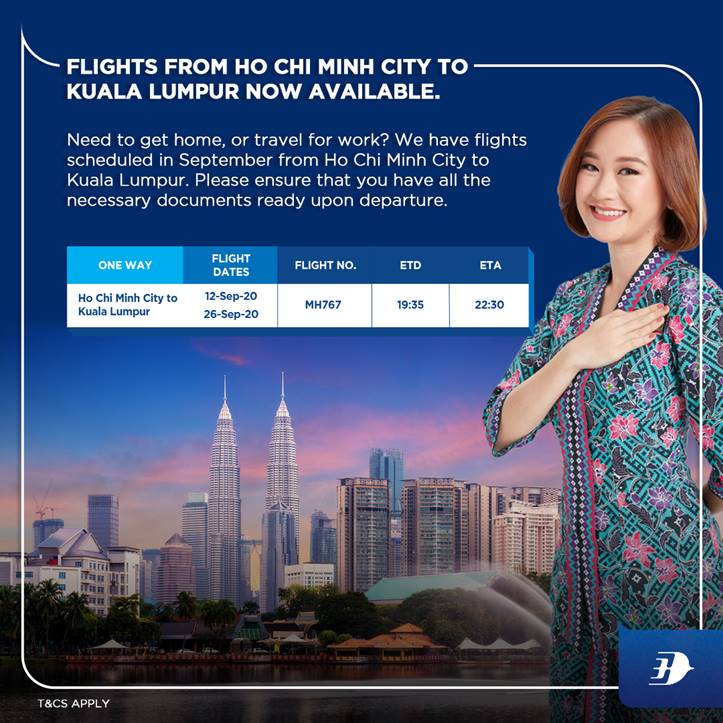 FLIGHTS FROM HO CHI MINH CITY TO
KUALA LUMPUR NOW AVAILABLE.
Need to get home, or travel for work? We have flights
scheduled in September from Ho Chi Minh City to
Kuala Lumpur. Please ensure that you have all the
necessary documents ready upon departure.
ONE WAY
FLIGHT
DATES
FLIGHT NO.
ETD
ETA
Ho Chi Minh City to
Kuala Lumpur
12-Sep-20
26-Sep-20
MH767
19:35
22:30
T&CS APPLY